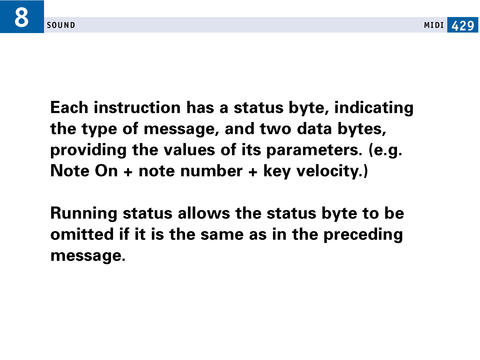 8
SOUND
MIDI 429
Each instruction has a status byte, indicating
the type of message, and two data bytes,
providing the values of its parameters. (e.g.
Note On + note number + key velocity.)
Running status allows the status byte to be
omitted if it is the same as in the preceding
message.